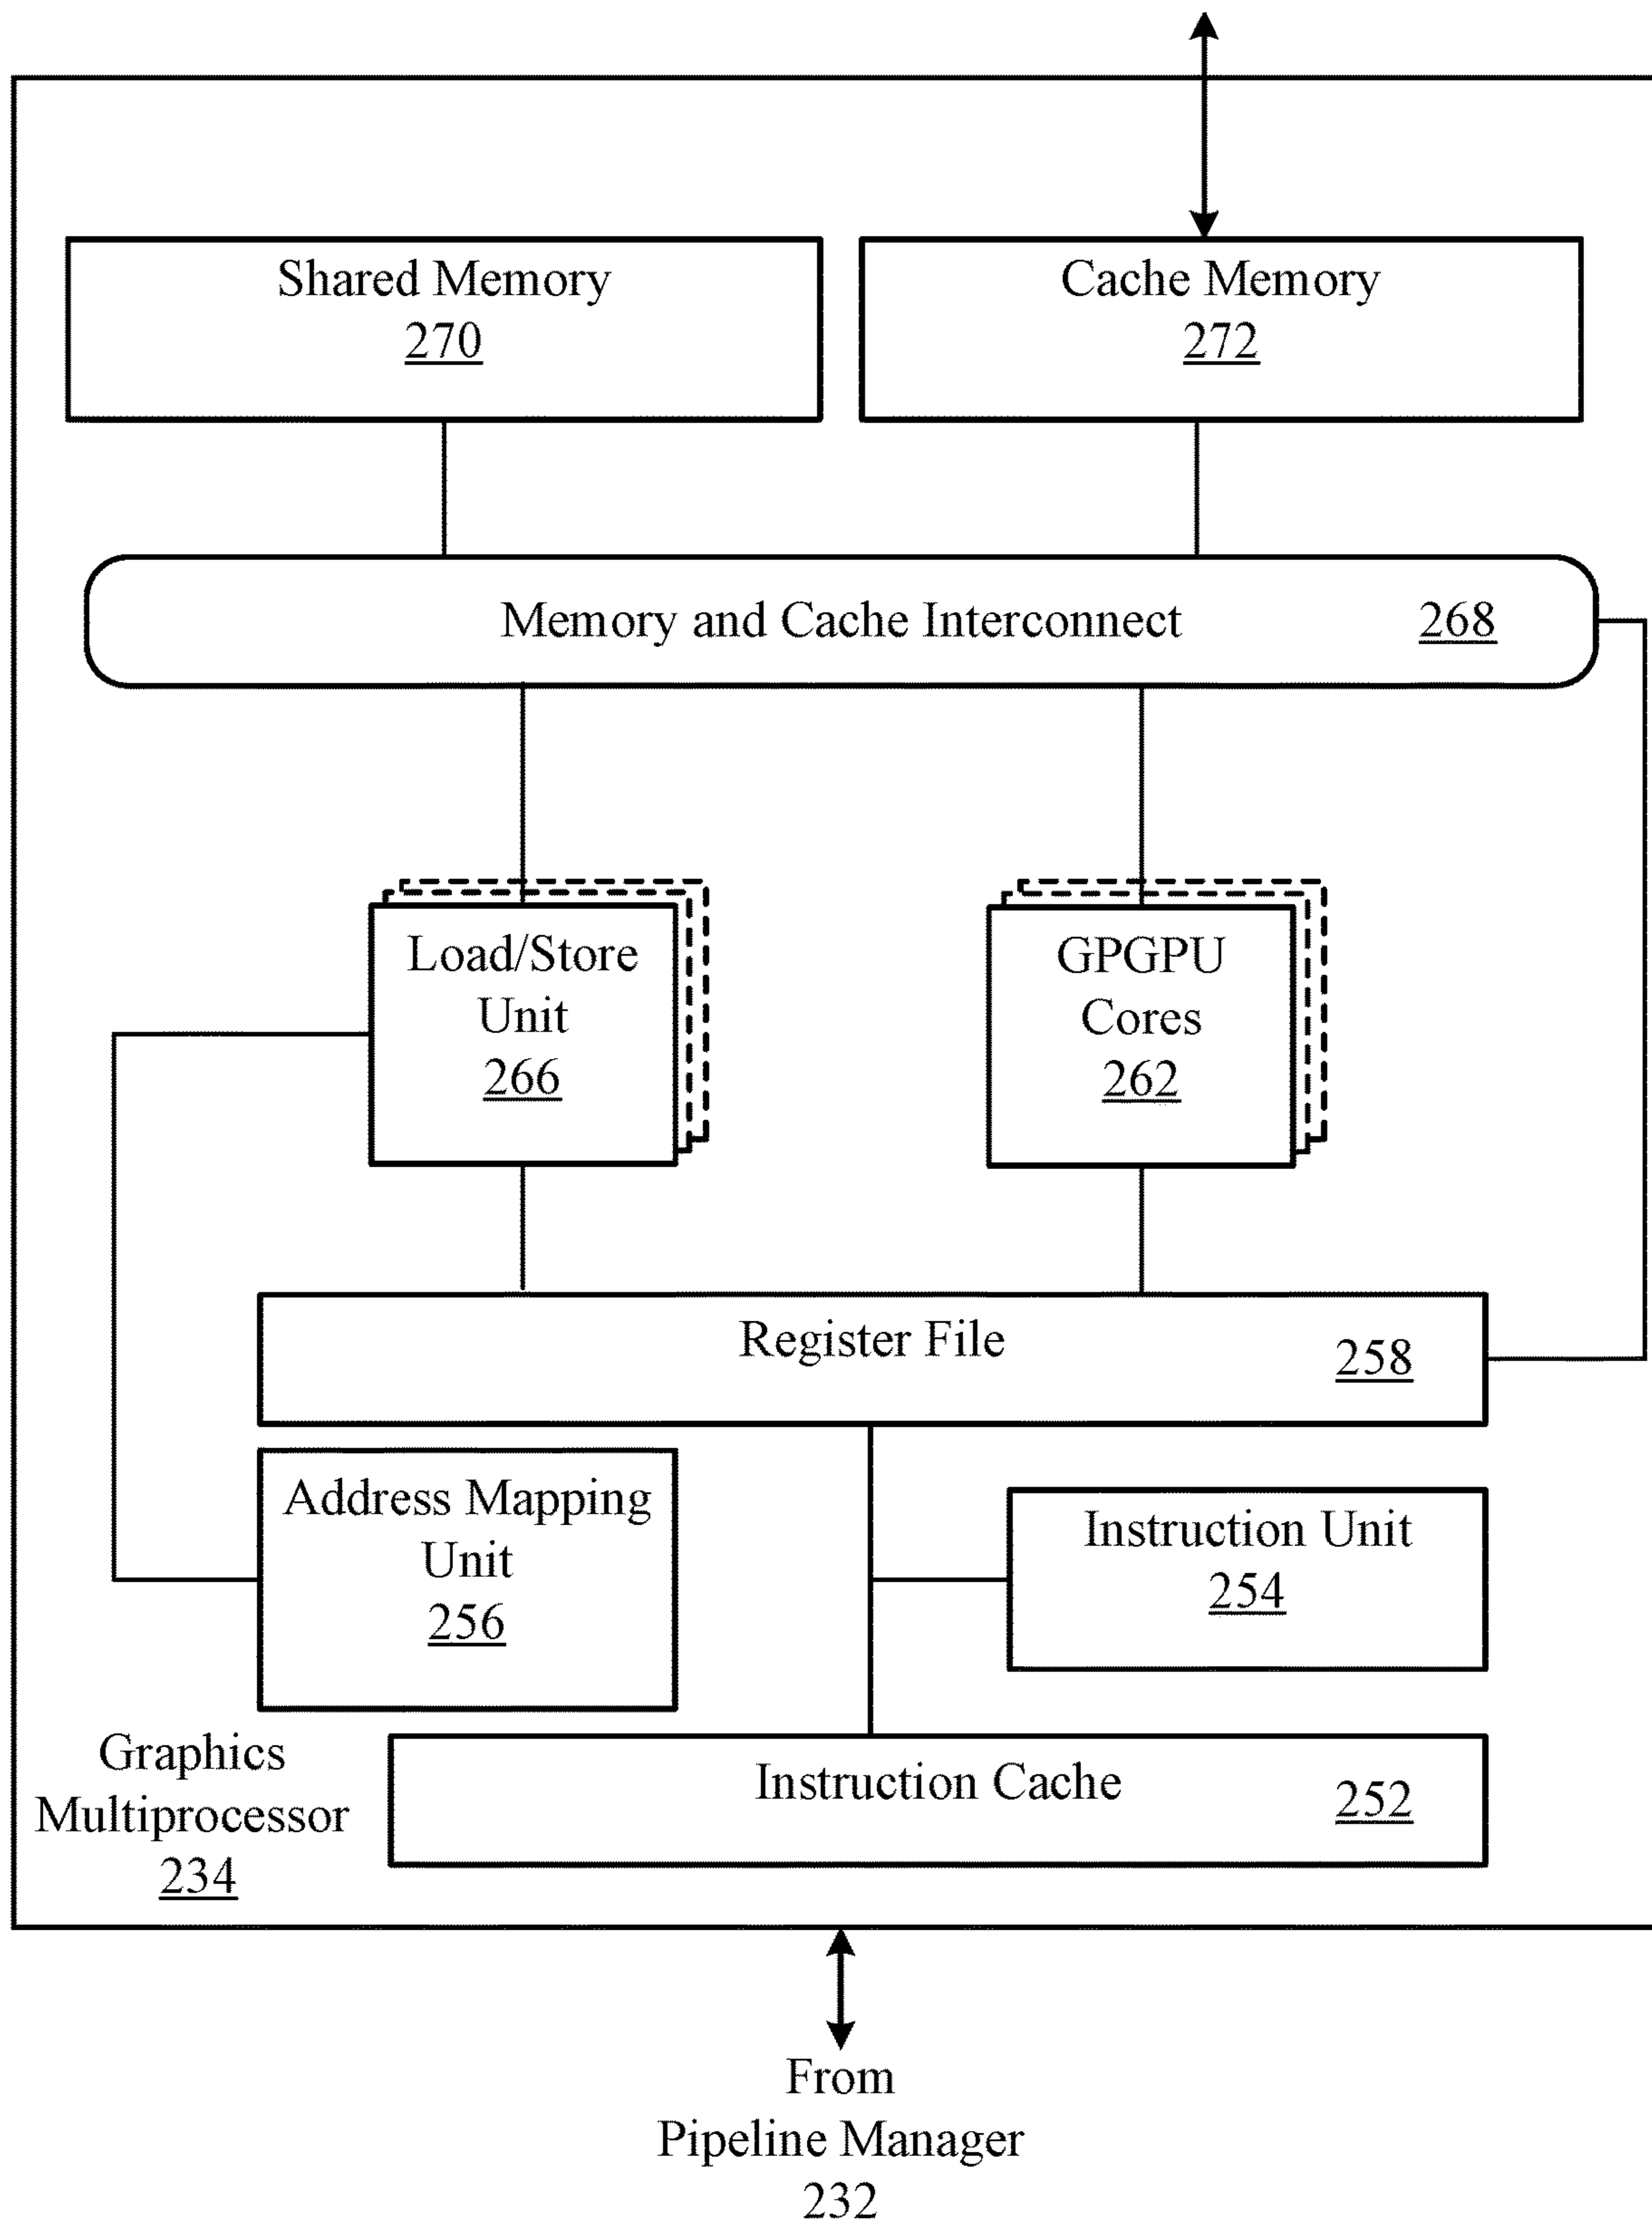 Shared Memory
270
Cache Memory
272
Memory and Cache Interconnect 268
Load/Store
Unit
266
GPGPU
Cores
262
Register File 258
Address Mapping
Unit
256
Instruction Unit
254
Graphics
Multiprocessor
234
Instruction Cache 252
From
Pipeline Manager
232